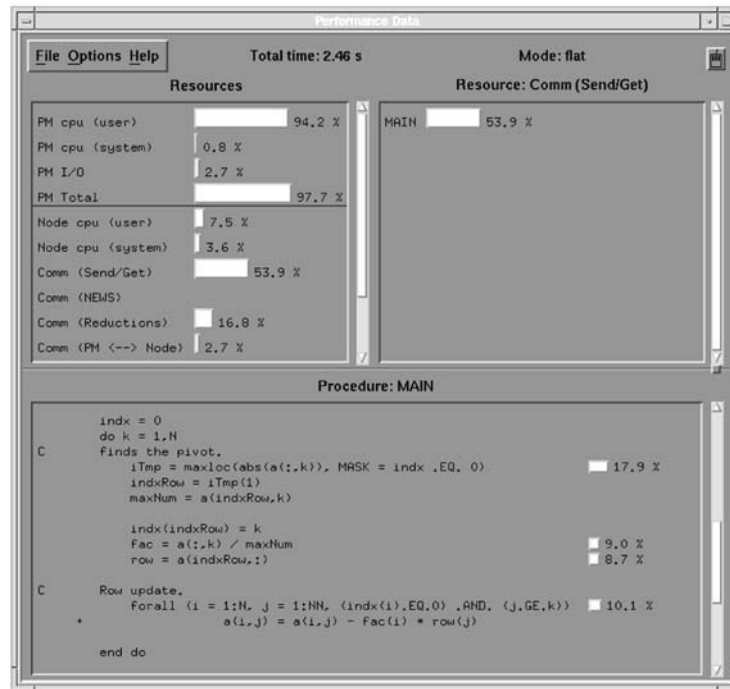 Performance Data
File Options Help
Total time: 2.46 s
Mode: flat
Resources
PM cpu (user) 94.2 %
PM cpu (system) 0.8 %
PM I/O 2.7 %
PM Total 97.7 %
Node cpu (user) 7.5 %
Node cpu (system) 3.6 %
Comm (Send/Get) 53.9 %
Comm (NEWS)
Comm (Reductions) 16.8 %
Comm (PM <--> Node) 2.7 %
Resource: Comm (Send/Get)
MAIN 53.9 %
Procedure: MAIN
indx = 0
do k = 1,N
C finds the pivot.
iTmp = maxloc(abs(a(:,k)), MASK = indx .EQ. 0) 17.9 %
indxRow = iTmp(1)
maxNum = a(indxRow,k)
indx(indxRow) = k
fac = a(:,k) / maxNum 9.0 %
row = a(indxRow,:) 8.7 %
C Row update.
forall (i = 1:N, j = 1:NN, (indx(i).EQ.0) .AND. (j.GE.k)) 10.1 %
+ a(i,j) = a(i,j) - fac(i) * row(j)
end do